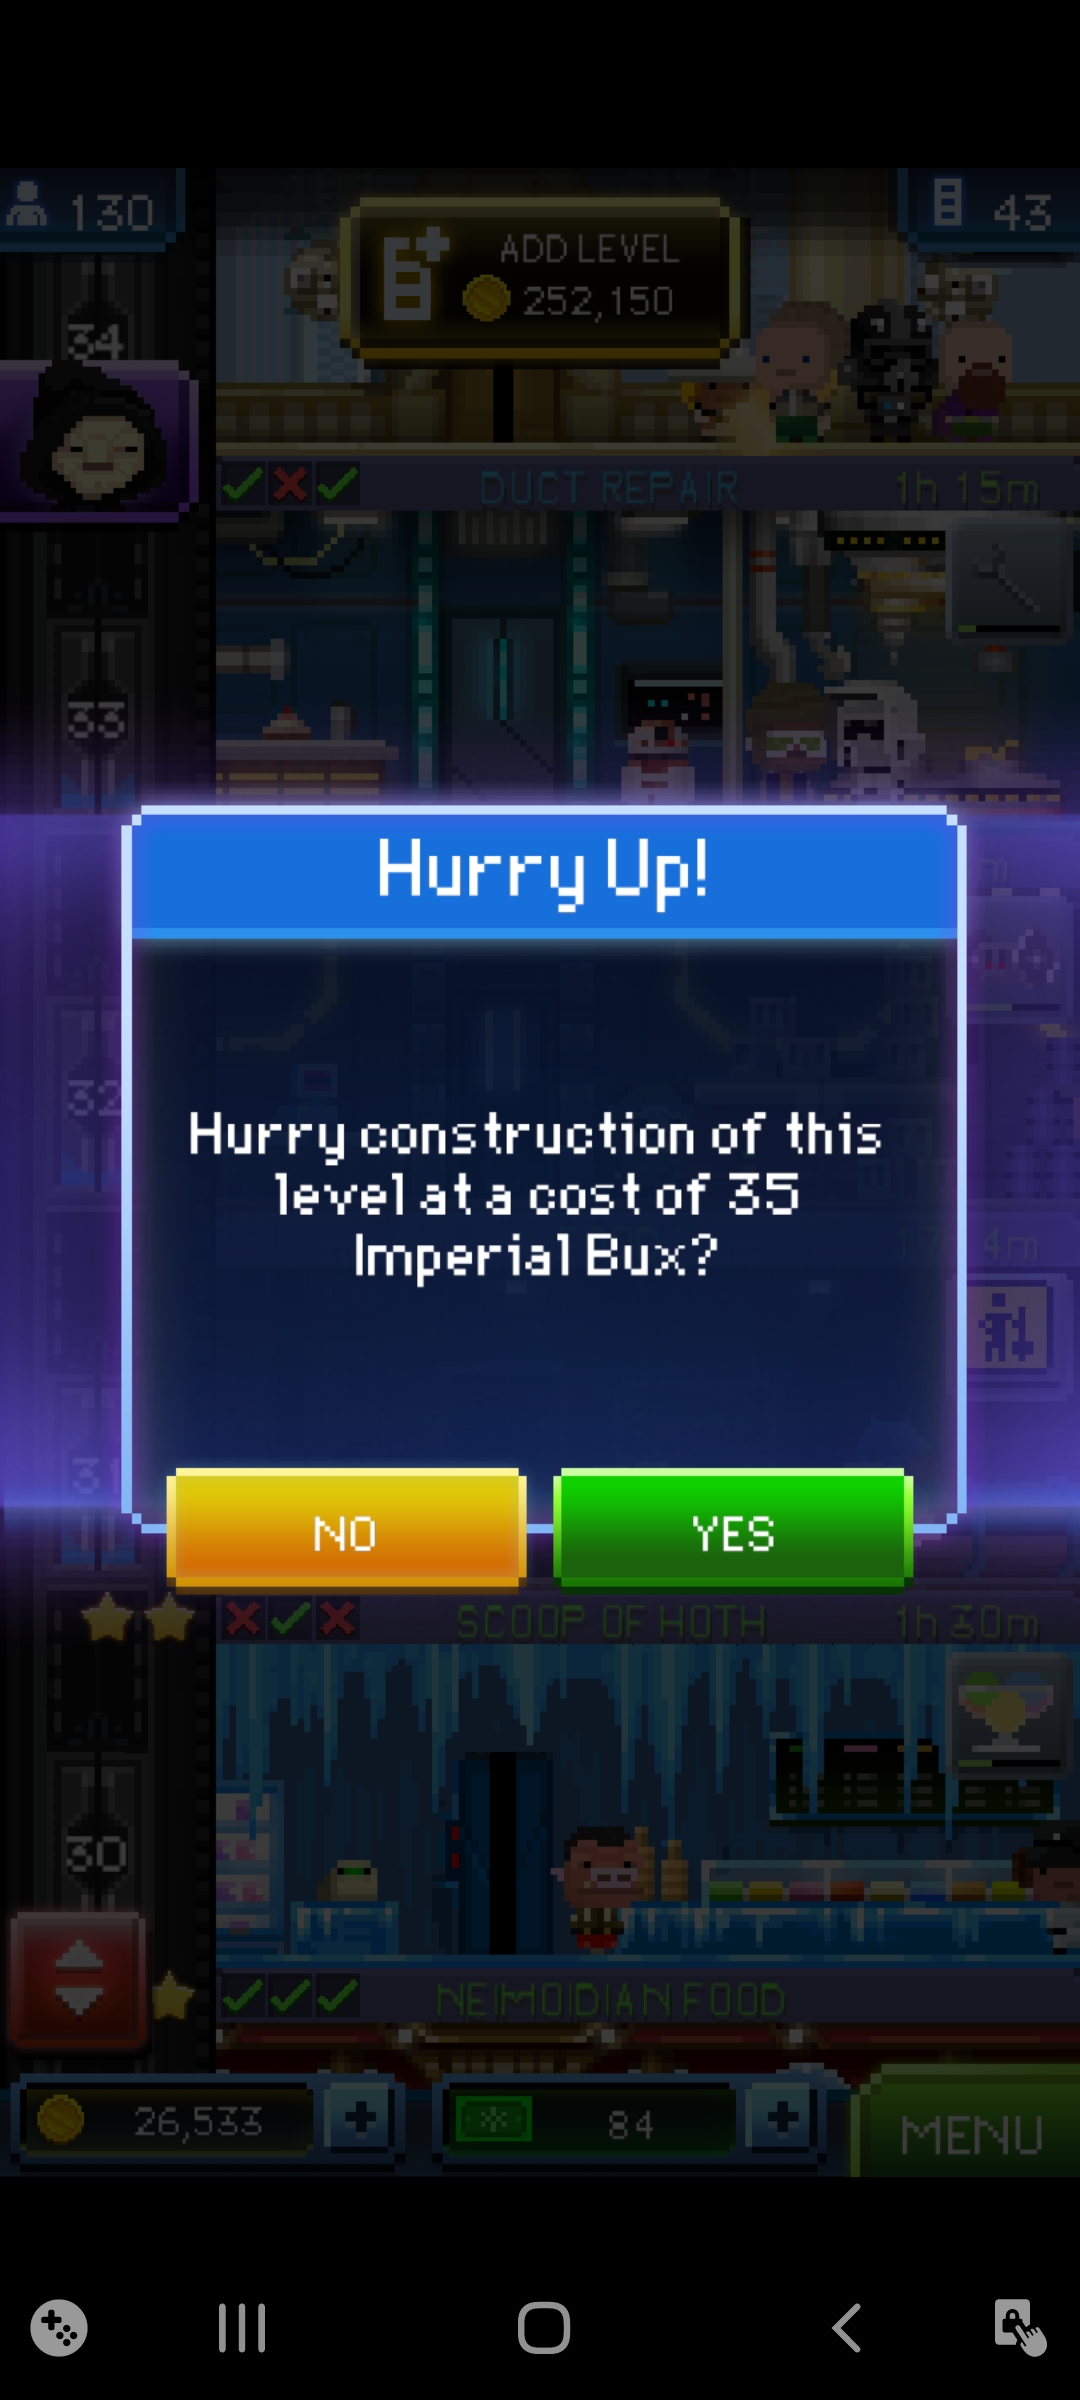 130
43
ADD LEVEL
252,150
34
DUCT REPAIR
1h 15m
33
Hurry Up!
32
Hurry construction of this
level at a cost of 35
Imperial Bux?
4m
31
NO
YES
SCOOP OF HOTH
1h 30m
30
NEIMOIDIAN FOOD
26,533
84
MENU